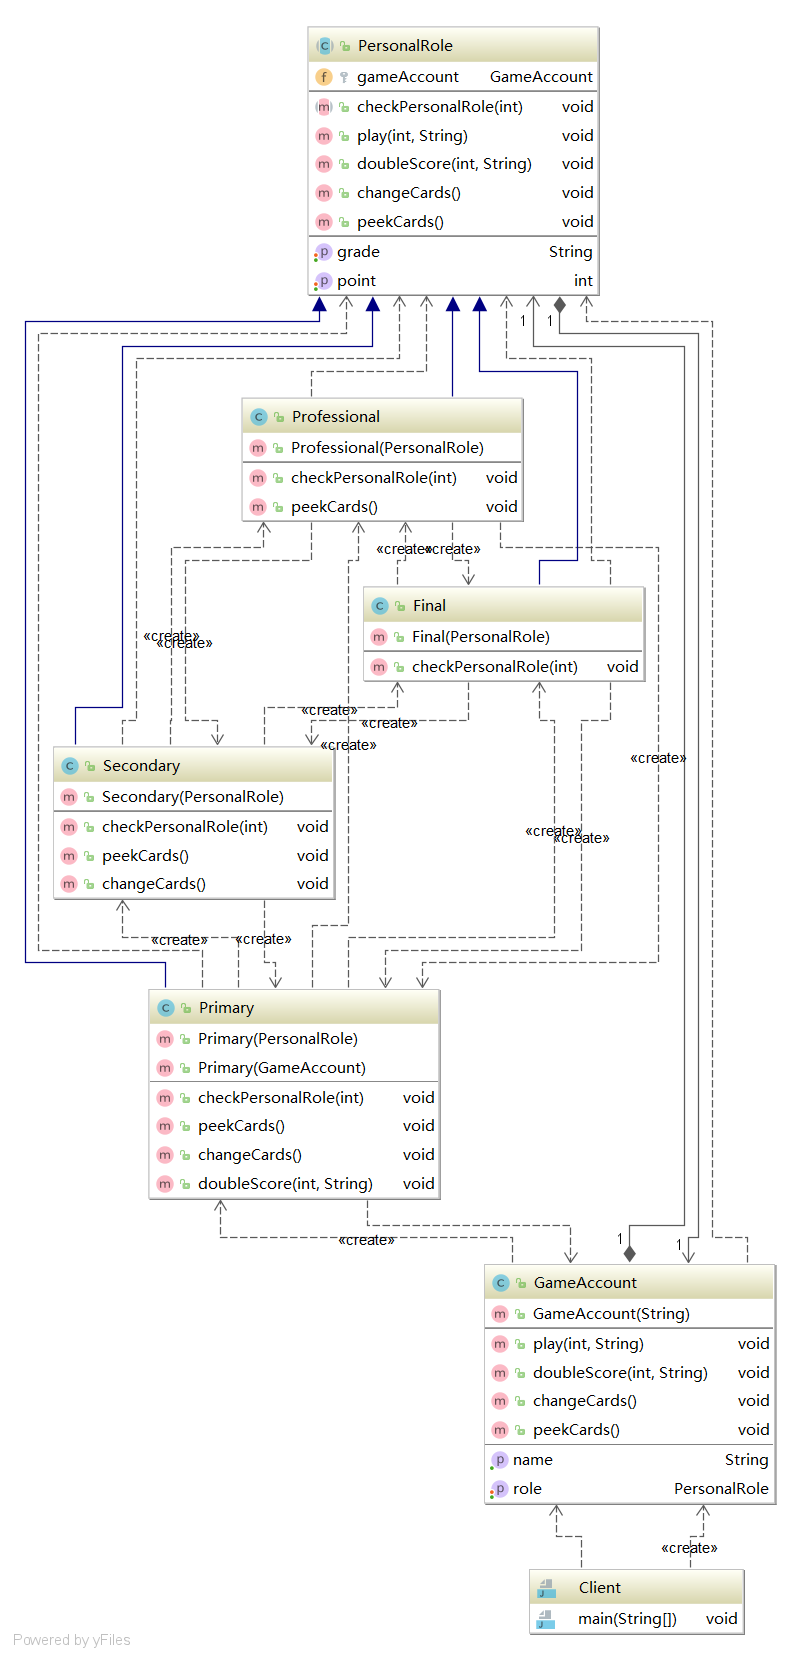 PersonalRole
gameAccount GameAccount
checkPersonalRole(int) void
play(int, String) void
doubleScore(int, String) void
changeCards() void
peekCards() void
grade String
point int
1 1
Professional
Professional(PersonalRole)
checkPersonalRole(int) void
peekCards() void
«create» «create»
Final
Final(PersonalRole)
checkPersonalRole(int) void
«create»
«create»
«create»
«create»
«create»
«create»
Secondary
Secondary(PersonalRole)
checkPersonalRole(int) void
peekCards() void
changeCards() void
«create»
«create»
«create» «create»
Primary
Primary(PersonalRole)
Primary(GameAccount)
checkPersonalRole(int) void
peekCards() void
changeCards() void
doubleScore(int, String) void
«create»
1 1
GameAccount
GameAccount(String)
play(int, String) void
doubleScore(int, String) void
changeCards() void
peekCards() void
name String
role PersonalRole
«create»
Client
main(String[]) void
Powered by yFiles